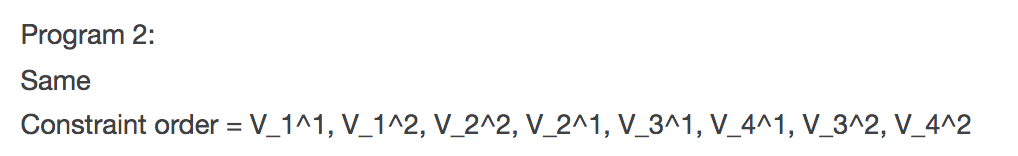 Program 2:
Same
Constraint order = V_1^1, V_1^2, V_2^2, V_2^1, V_3^1, V_4^1, V_3^2, V_4^2